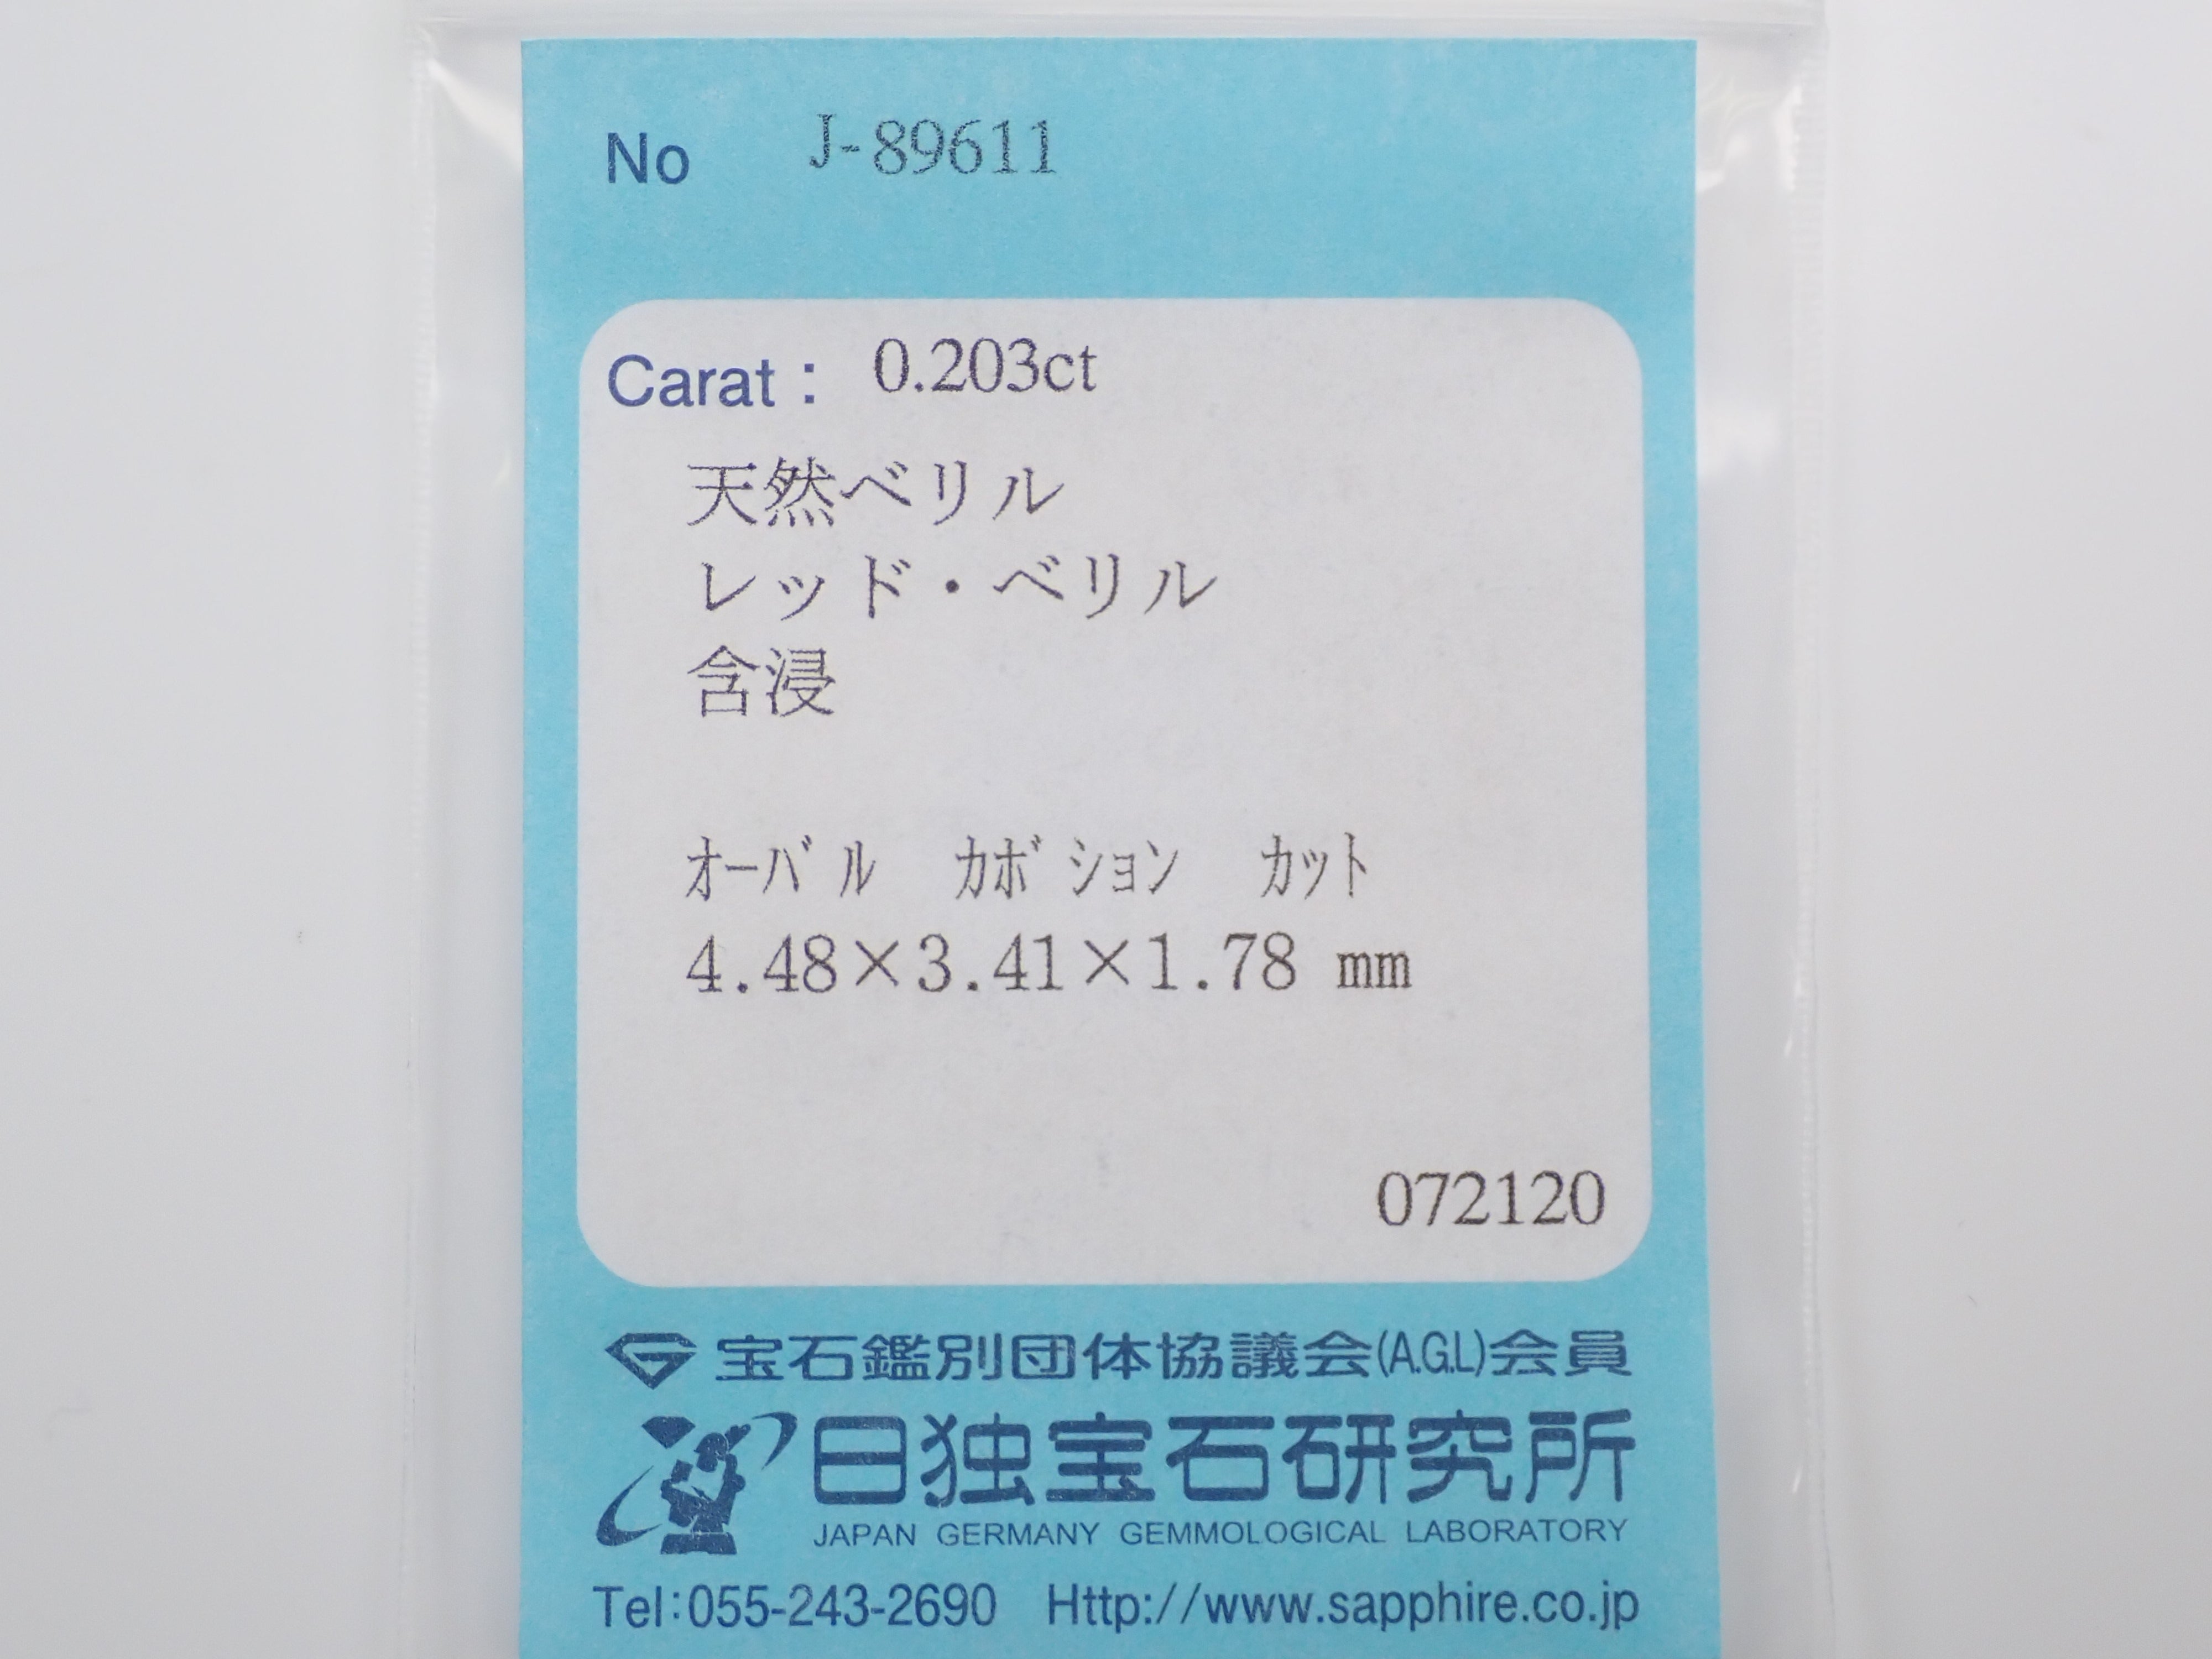 No J-89611
Carat : 0.203ct
天然ベリル
レッド・ベリル
含浸
ｵｰﾊﾞﾙ ｶﾎﾞｼｮﾝ ｶｯﾄ
4.48×3.41×1.78 mm
072120
宝石鑑別団体協議会(A.G.L)会員
日独宝石研究所
JAPAN GERMANY GEMMOLOGICAL LABORATORY
Tel:055-243-2690 Http://www.sapphire.co.jp